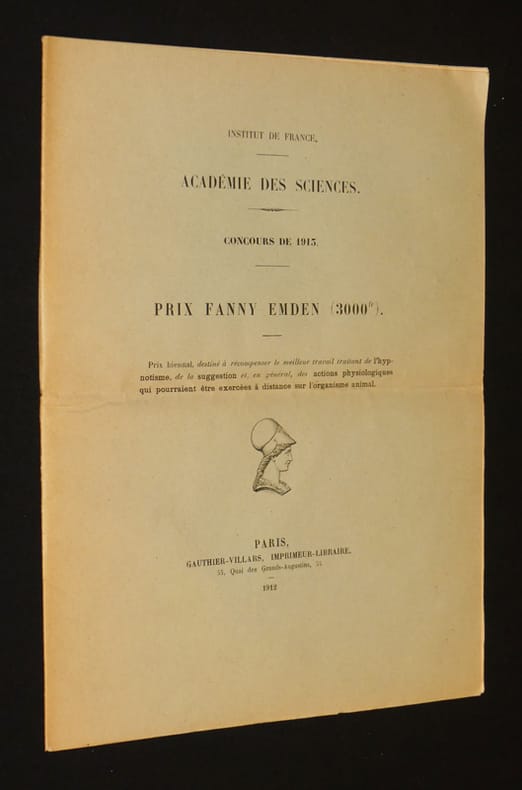 INSTITUT DE FRANCE.
ACADÉMIE DES SCIENCES.
CONCOURS DE 1913.
PRIX FANNY EMDEN (3000fr).
Prix biennal, destiné à récompenser le meilleur travail traitant de l'hyp-
notisme, de la suggestion et, en général, des actions physiologiques
qui pourraient être exercées à distance sur l'organisme animal.
PARIS,
GAUTHIER-VILLARS, IMPRIMEUR-LIBRAIRE,
55, Quai des Grands-Augustins, 55
1912